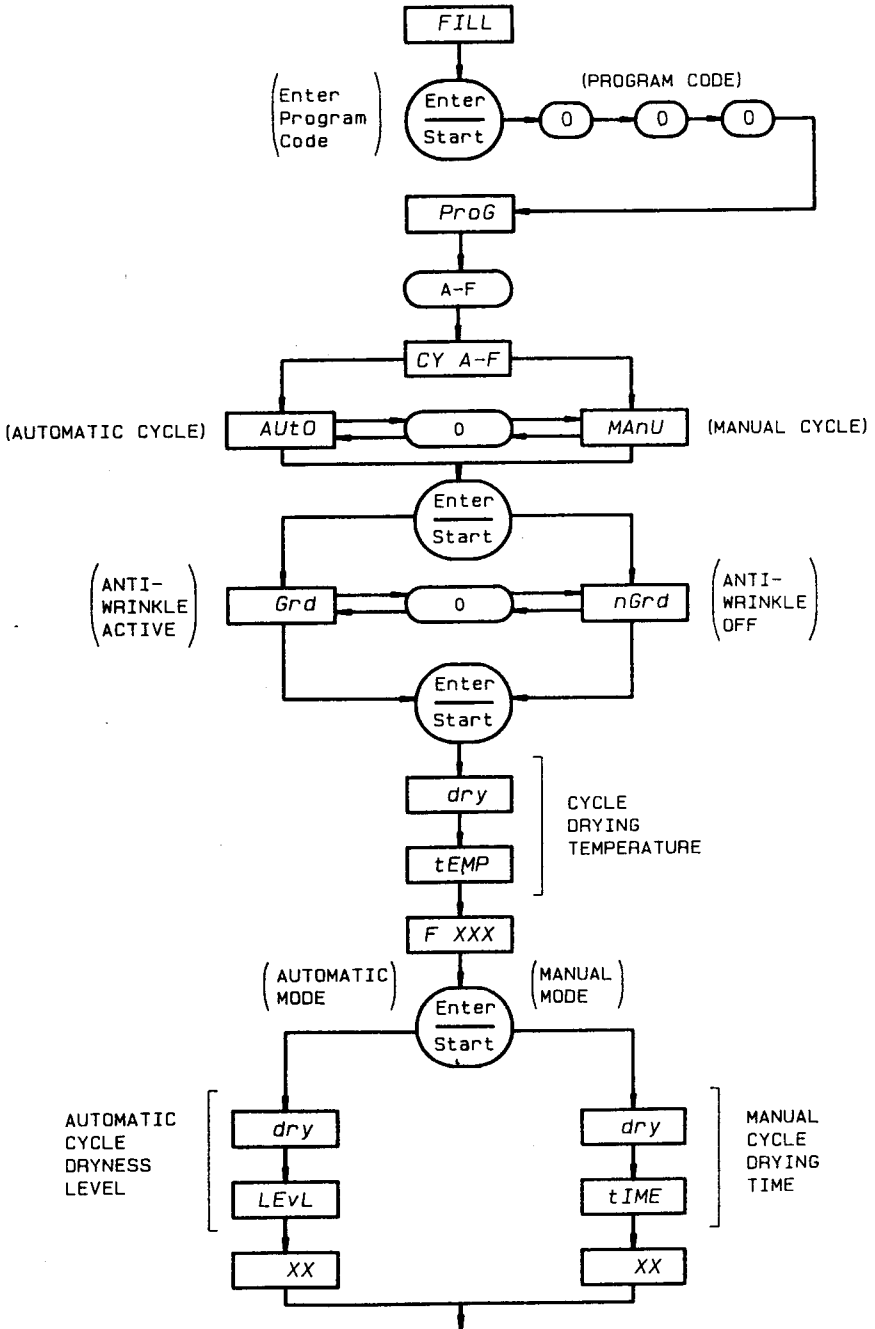 FILL
(Enter
Program
Code)
Enter
Start
(PROGRAM CODE)
0
0
0
ProG
A-F
CY A-F
(AUTOMATIC CYCLE)
AUtO
0
MAnU
(MANUAL CYCLE)
Enter
Start
(ANTI-
WRINKLE
ACTIVE)
Grd
0
nGrd
(ANTI-
WRINKLE
OFF)
Enter
Start
dry
tEMP
CYCLE
DRYING
TEMPERATURE
F XXX
(AUTOMATIC
MODE)
Enter
Start
(MANUAL
MODE)
AUTOMATIC
CYCLE
DRYNESS
LEVEL
dry
LEvL
XX
dry
tIME
XX
MANUAL
CYCLE
DRYING
TIME